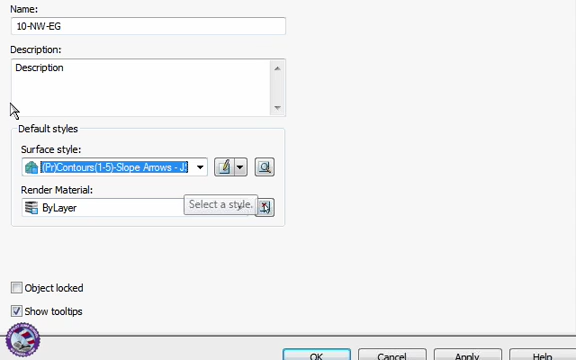 Name:
10-NW-EG
Description:
Description
Default styles
Surface style:
(Pr)Contours(1-5)-Slope Arrows - J
Render Material:
ByLayer
Select a style.
Object locked
Show tooltips
OK
Cancel
Apply
Help